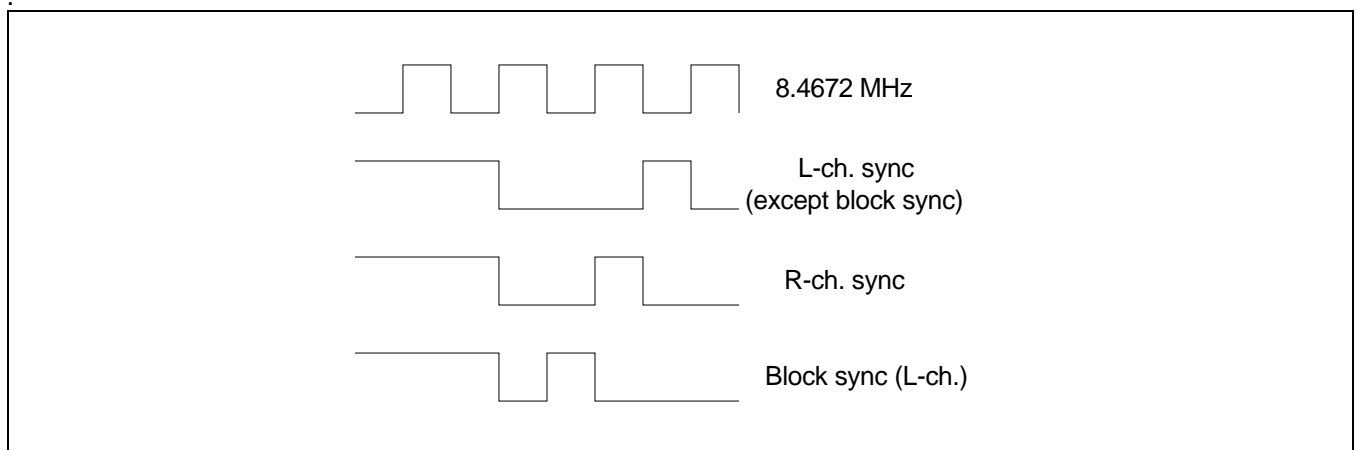 8.4672 MHz
L-ch. sync
(except block sync)
R-ch. sync
Block sync (L-ch.)